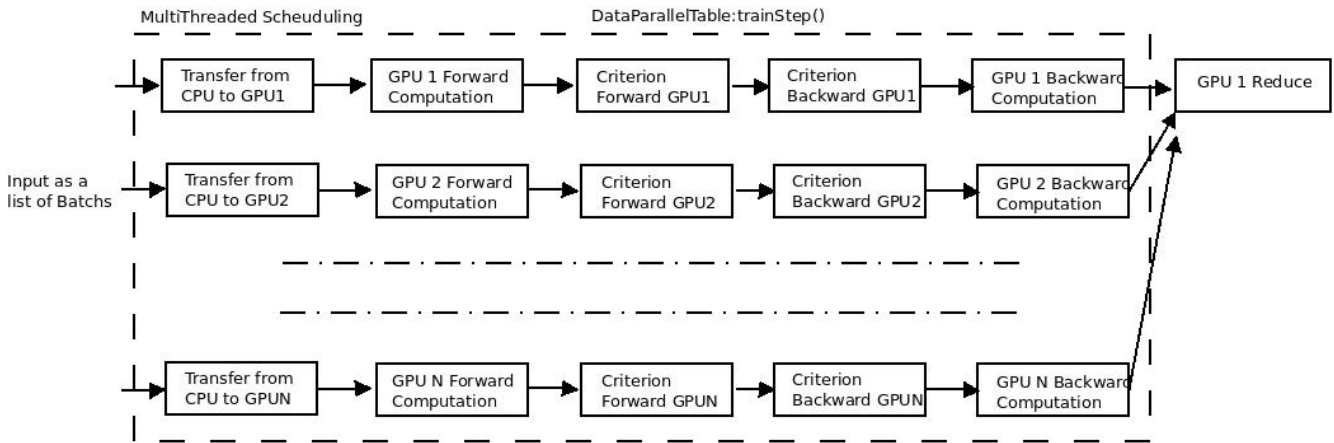 MultiThreaded Scheuduling
DataParallelTable:trainStep()
Transfer from
CPU to GPU1
GPU 1 Forward
Computation
Criterion
Forward GPU1
Criterion
Backward GPU1
GPU 1 Backward
Computation
GPU 1 Reduce
Input as a
list of Batchs
Transfer from
CPU to GPU2
GPU 2 Forward
Computation
Criterion
Forward GPU2
Criterion
Backward GPU2
GPU 2 Backward
Computation
Transfer from
CPU to GPUN
GPU N Forward
Computation
Criterion
Forward GPUN
Criterion
Backward GPUN
GPU N Backward
Computation